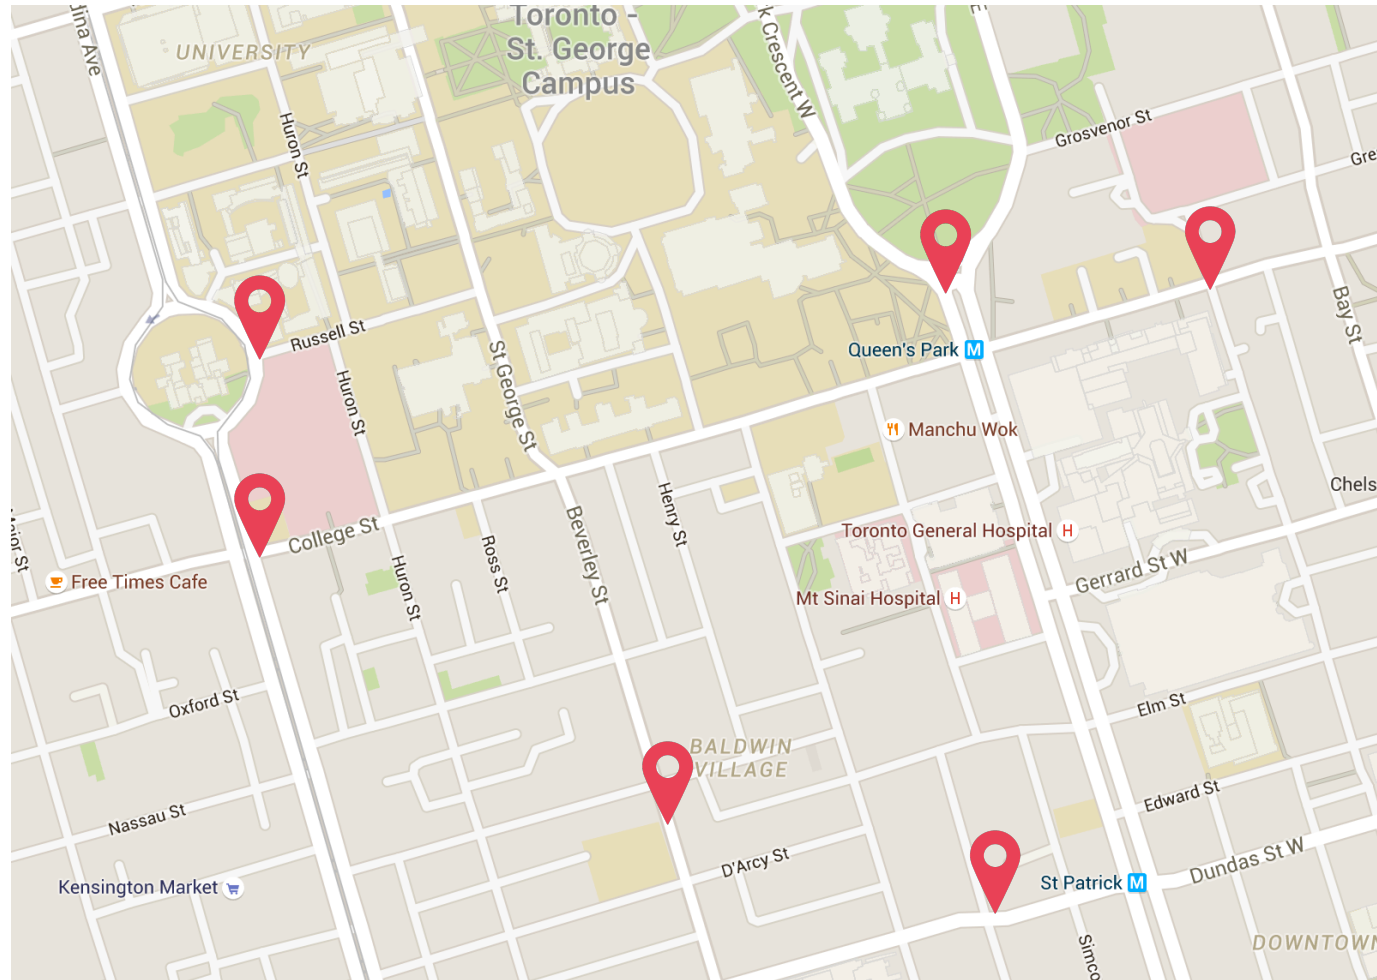 Toronto -
St. George
Campus
UNIVERSITY
Crescent W
Huron St
Grosvenor St
Russell St
Bay St
Queen's Park M
St George St
Huron St
Manchu Wok
Henry St
College St
Beverley St
Ross St
Huron St
Toronto General Hospital H
Free Times Cafe
Mt Sinai Hospital H
Gerrard St W
Oxford St
Elm St
BALDWIN
VILLAGE
Nassau St
Edward St
D'Arcy St
Dundas St W
Kensington Market
St Patrick M
DOWNTOWN